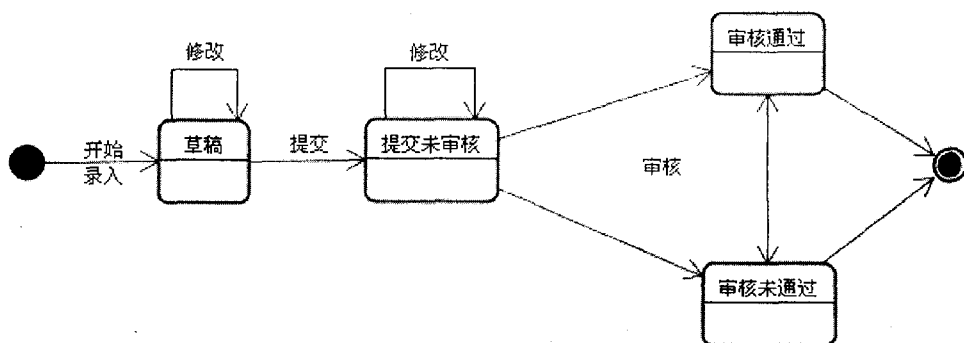 修改
修改
审核通过
开始
录入
草稿
提交
提交未审核
审核
审核未通过